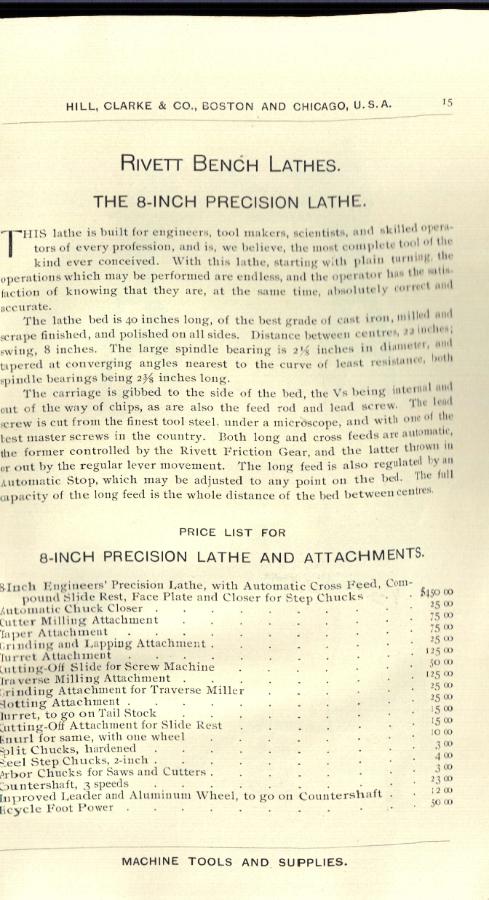 HILL, CLARKE & CO., BOSTON AND CHICAGO, U.S.A. 15
RIVETT BENCH LATHES.
THE 8-INCH PRECISION LATHE.
THIS lathe is built for engineers, tool makers, scientists, and skilled opera-
tors of every profession, and is, we believe, the most complete tool of the
kind ever conceived. With this lathe, starting with plain turning, the
operations which may be performed are endless, and the operator has the satis-
faction of knowing that they are, at the same time, absolutely correct and
accurate.
The lathe bed is 40 inches long, of the best grade of cast iron, milled and
scrape finished, and polished on all sides. Distance between centres, 22 inches;
swing, 8 inches. The large spindle bearing is inches in diameter, and
tapered at converging angles nearest to the curve of least resistance, both
spindle bearings being inches long.
The carriage is gibbed to the side of the bed, the Vs being internal and
out of the way of chips, as are also the feed rod and lead screw. The lead
screw is cut from the finest tool steel, under a microscope, and with one of the
best master screws in the country. Both long and cross feeds are automatic,
the former controlled by the Rivett Friction Gear, and the latter thrown in
or out by the regular lever movement. The long feed is also regulated by an
Automatic Stop, which may be adjusted to any point on the bed. The full
capacity of the long feed is the whole distance of the bed between centres.
PRICE LIST FOR
8-INCH PRECISION LATHE AND ATTACHMENTS.
8-Inch Engineers' Precision Lathe, with Automatic Cross Feed, Com-
pound Slide Rest, Face Plate and Closer for Step Chucks . . $450 00
Automatic Chuck Closer . . . . . . . . 25 00
Cutter Milling Attachment . . . . . . . 75 00
Taper Attachment . . . . . . . . 75 00
Grinding and Lapping Attachment . . . . . . 25 00
Turret Attachment . . . . . . . . 125 00
Cutting-Off Slide for Screw Machine . . . . . 50 00
Traverse Milling Attachment . . . . . . 125 00
Grinding Attachment for Traverse Miller . . . . 25 00
Slotting Attachment . . . . . . . . 25 00
Turret, to go on Tail Stock . . . . . . 15 00
Cutting-Off Attachment for Slide Rest . . . . . 15 00
Knurl for same, with one wheel . . . . . . 10 00
Split Chucks, hardened . . . . . . . 3 00
Steel Step Chucks, 2-inch . . . . . . . 4 00
Arbor Chucks for Saws and Cutters . . . . . . 3 00
Countershaft, 3 speeds . . . . . . . 23 00
Improved Leader and Aluminum Wheel, to go on Countershaft . . 12 00
Bicycle Foot Power . . . . . . . . 50 00
MACHINE TOOLS AND SUPPLIES.